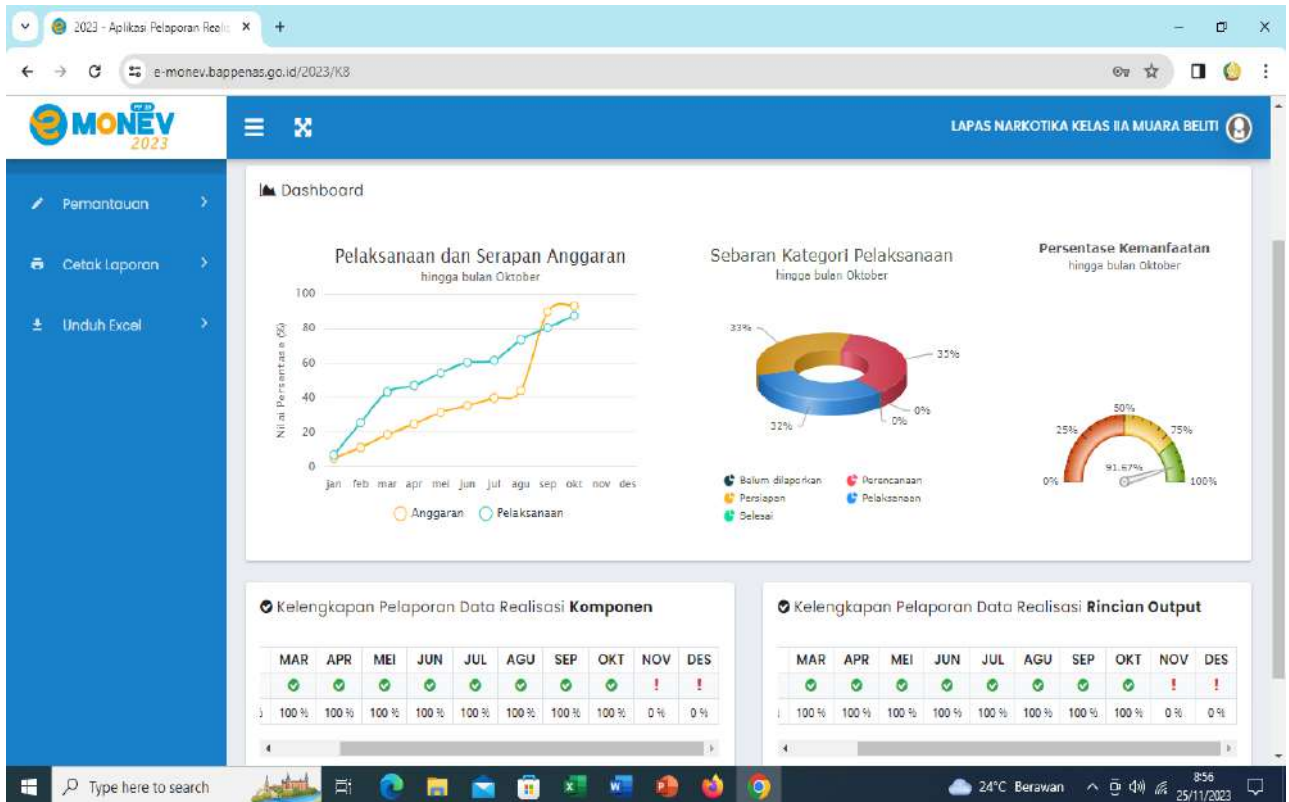 2023 - Aplikasi Pelaporan Realis
e-monev.bappenas.go.id/2023/K8
e MONEV
2023
LAPAS NARKOTIKA KELAS IIA MUARA BELITI
Pemantauan
Cetak Laporan
Unduh Excel
Dashboard
Pelaksanaan dan Serapan Anggaran
hingga bulan Oktober
Nilai Persentase (%)
100
80
60
40
20
0
jan feb mar apr mei jun jul agu sep okt nov des
Anggaran Pelaksanaan
Sebaran Kategori Pelaksanaan
hingga bulan Oktober
33%
33%
0%
0%
32%
Belum dilaporkan Perencanaan
Persiapan Pelaksanaan
Selesai
Persentase Kemanfaatan
hingga bulan Oktober
50%
25% 75%
91.67%
0% 100%
Kelengkapan Pelaporan Data Realisasi Komponen
MAR APR MEI JUN JUL AGU SEP OKT NOV DES
! !
100 % 100 % 100 % 100 % 100 % 100 % 100 % 100 % 0 % 0 %
Kelengkapan Pelaporan Data Realisasi Rincian Output
MAR APR MEI JUN JUL AGU SEP OKT NOV DES
! !
100 % 100 % 100 % 100 % 100 % 100 % 100 % 100 % 0 % 0 %
Type here to search
24°C Berawan
8:56
25/11/2023